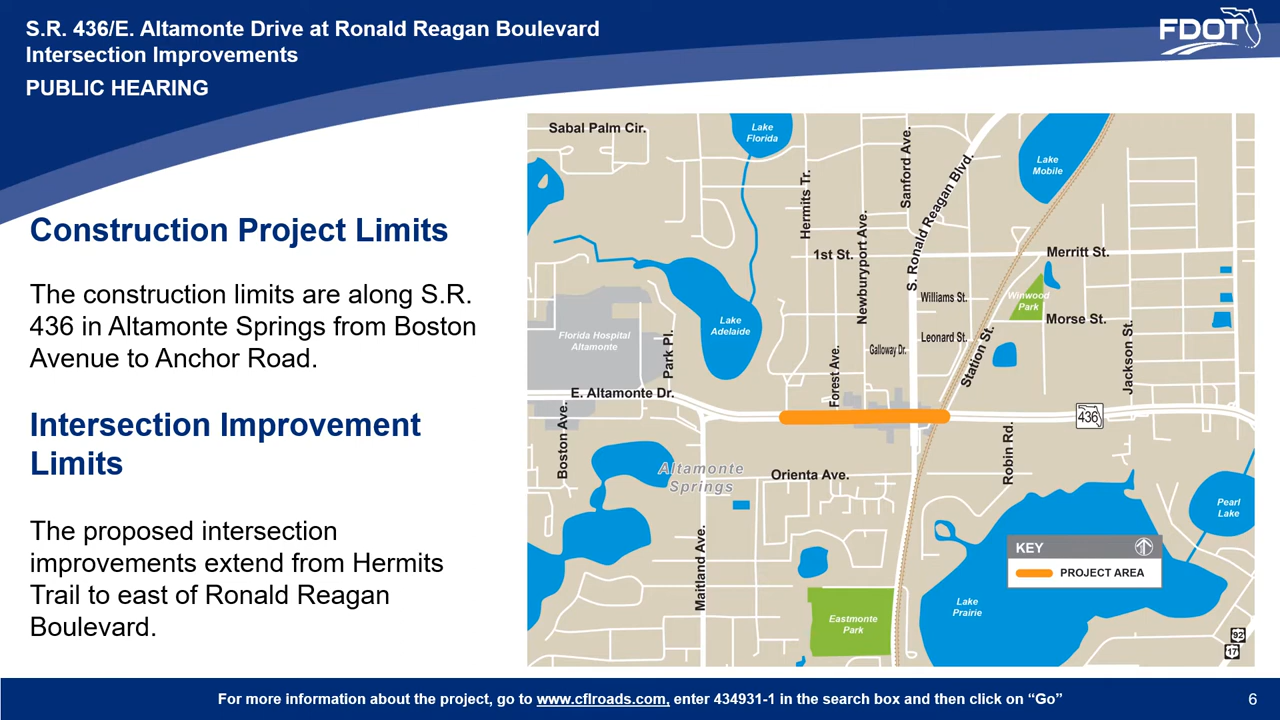 S.R. 436/E. Altamonte Drive at Ronald Reagan Boulevard
Intersection Improvements
PUBLIC HEARING
FDOT
Construction Project Limits
The construction limits are along S.R.
436 in Altamonte Springs from Boston
Avenue to Anchor Road.
Intersection Improvement
Limits
The proposed intersection
improvements extend from Hermits
Trail to east of Ronald Reagan
Boulevard.
Sabal Palm Cir.
Lake
Florida
Hermits Tr.
Sanford Ave.
S. Ronald Reagan Blvd.
Lake
Mobile
1st St.
Newburyport Ave.
Merritt St.
Williams St.
Winwood
Park
Morse St.
Lake
Adelaide
Florida Hospital
Altamonte
Park Pl.
Forest Ave.
Galloway Dr.
Leonard St.
Station St.
Jackson St.
E. Altamonte Dr.
436
Boston Ave.
Altamonte
Springs
Orienta Ave.
Robin Rd.
Pearl
Lake
Maitland Ave.
KEY
PROJECT AREA
Lake
Prairie
Eastmonte
Park
92
17
For more information about the project, go to www.cflroads.com, enter 434931-1 in the search box and then click on “Go”
6